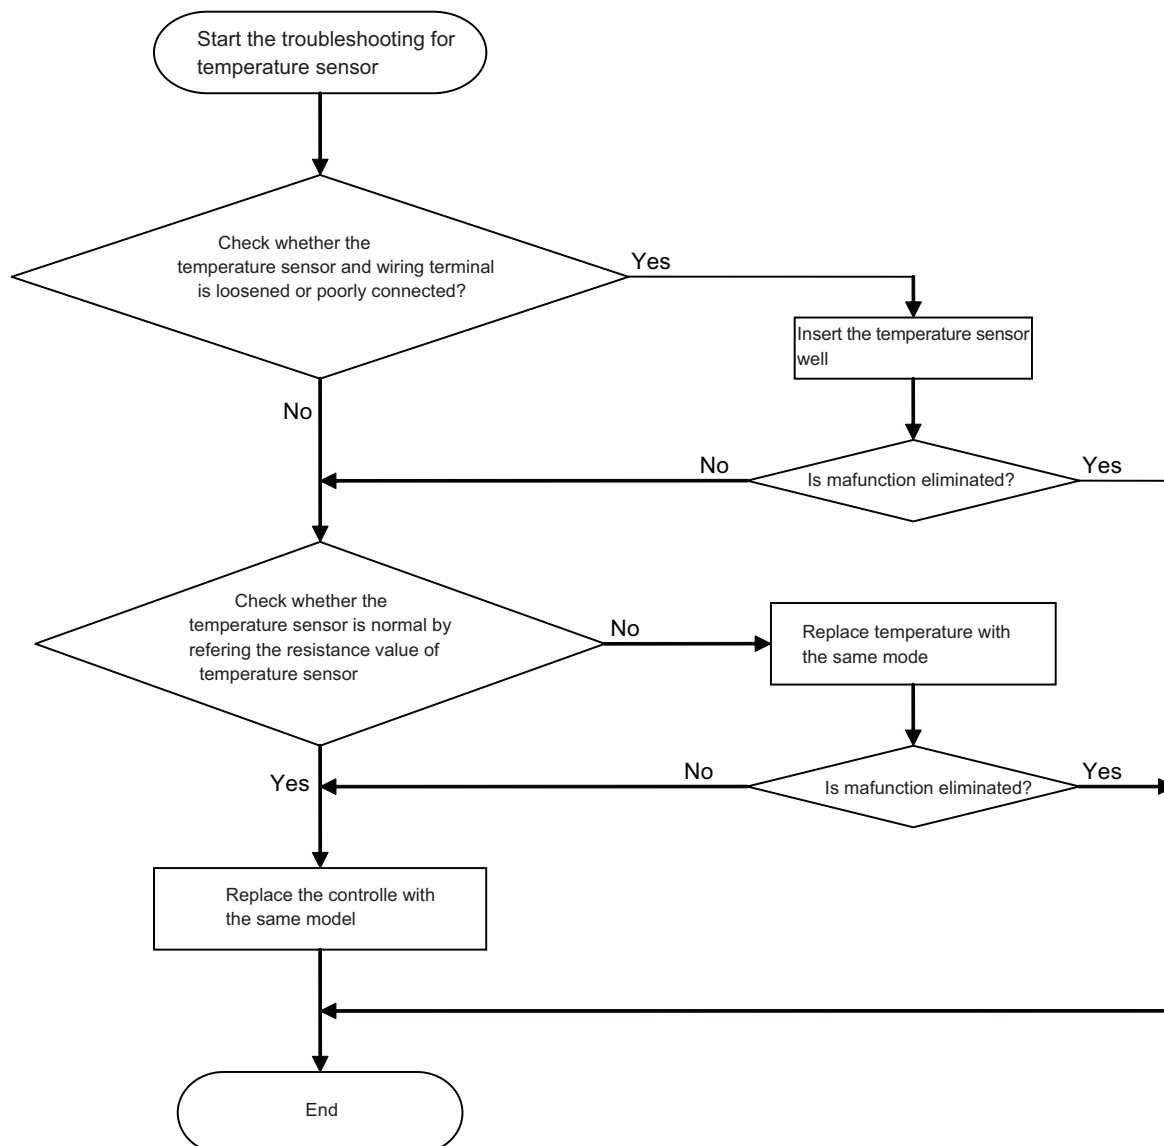 Start the troubleshooting for
temperature sensor
Check whether the
temperature sensor and wiring terminal
is loosened or poorly connected?
Yes
Insert the temperature sensor
well
No
No
Is mafunction eliminated?
Yes
Check whether the
temperature sensor is normal by
refering the resistance value of
temperature sensor
No
Replace temperature with
the same mode
Yes
No
Is mafunction eliminated?
Yes
Replace the controlle with
the same model
End